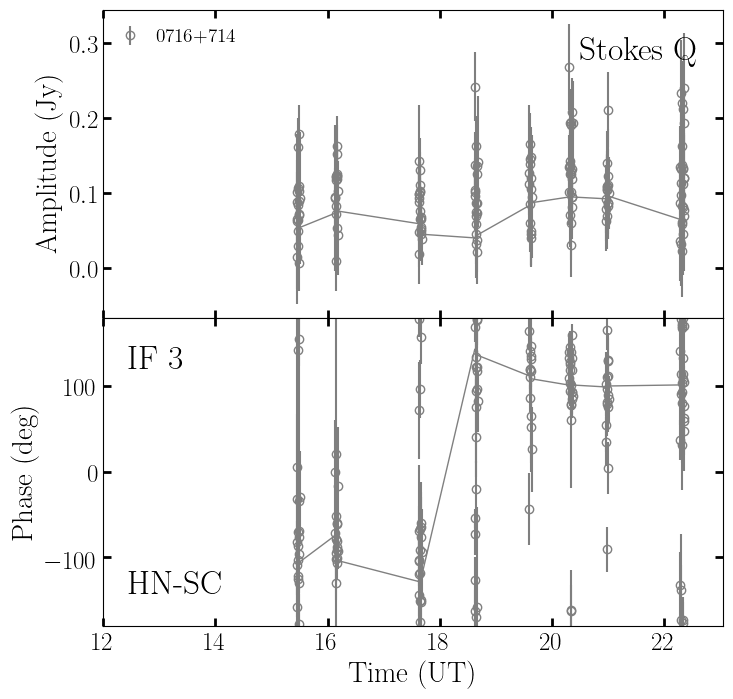 0716+714
Stokes Q
0.3
0.2
0.1
0.0
Amplitude (Jy)
IF 3
100
0
−100
Phase (deg)
HN-SC
12 14 16 18 20 22
Time (UT)